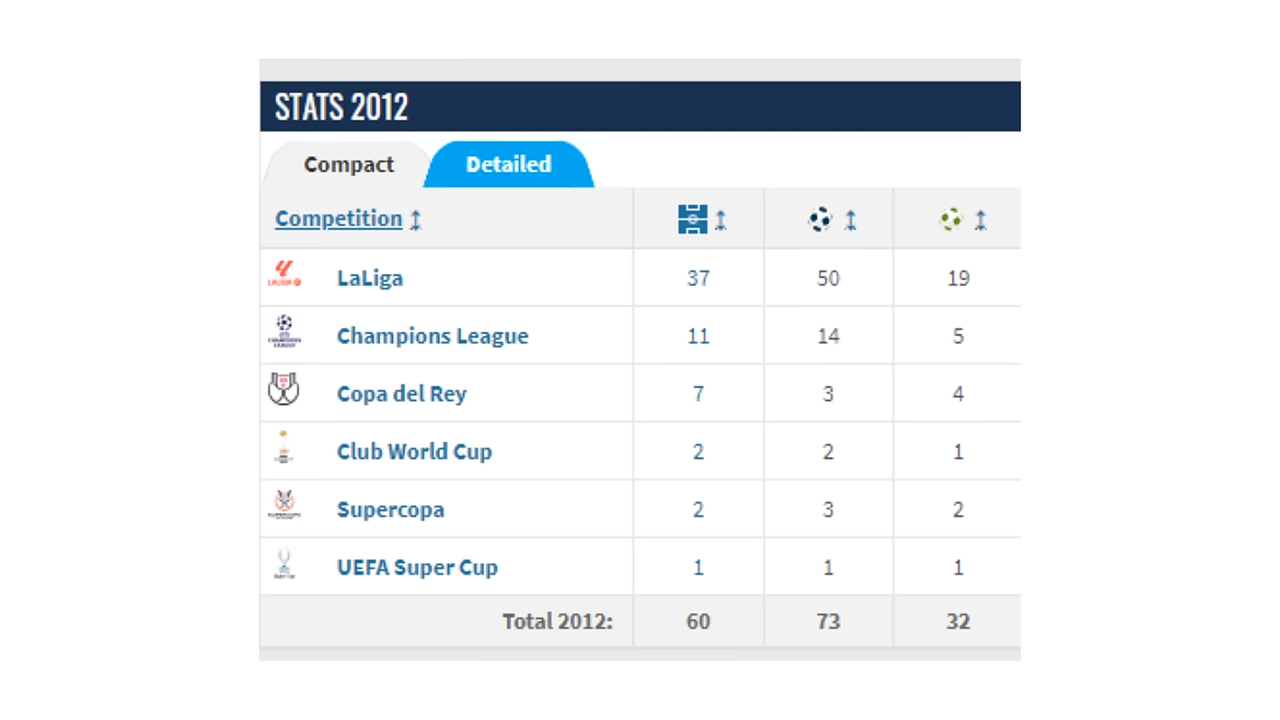 STATS 2012
Compact Detailed
Competition
LaLiga 37 50 19
Champions League 11 14 5
Copa del Rey 7 3 4
Club World Cup 2 2 1
Supercopa 2 3 2
UEFA Super Cup 1 1 1
Total 2012: 60 73 32